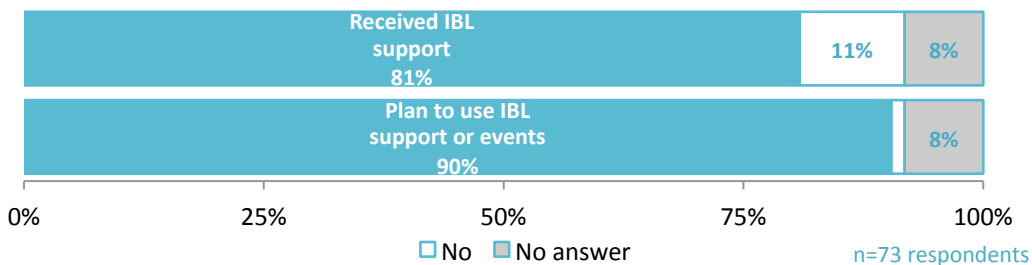 Received IBL
support
81%
11%
8%
Plan to use IBL
support or events
90%
8%
0%
25%
50%
75%
100%
No
No answer
n=73 respondents